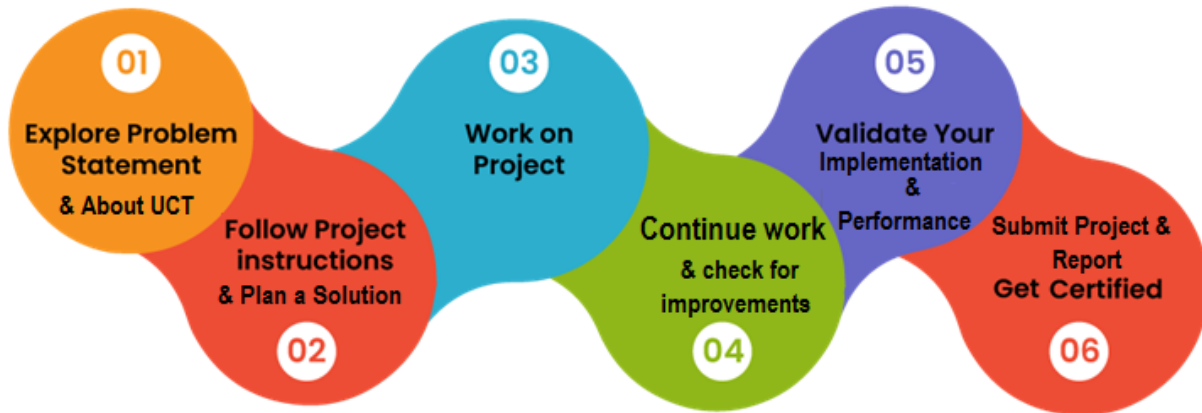 01
Explore Problem
Statement
& About UCT
Follow Project
instructions
& Plan a Solution
02
03
Work on
Project
Continue work
& check for
improvements
04
05
Validate Your
Implementation
&
Performance
Submit Project &
Report
Get Certified
06